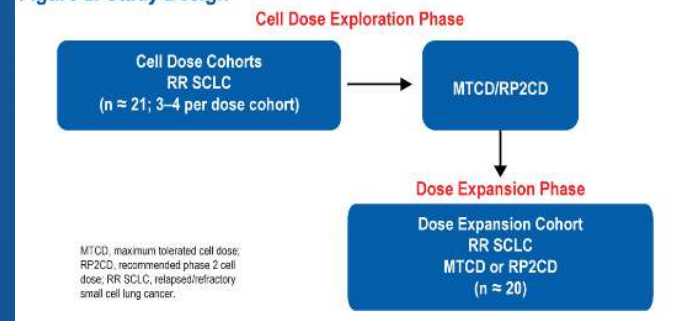 Cell Dose Exploration Phase
Cell Dose Cohorts
RR SCLC
(n ≈ 21; 3–4 per dose cohort)
MTCD/RP2CD
Dose Expansion Phase
Dose Expansion Cohort
RR SCLC
MTCD or RP2CD
(n ≈ 20)
MTCD, maximum tolerated cell dose;
RP2CD, recommended phase 2 cell
dose; RR SCLC, relapsed/refractory
small cell lung cancer.